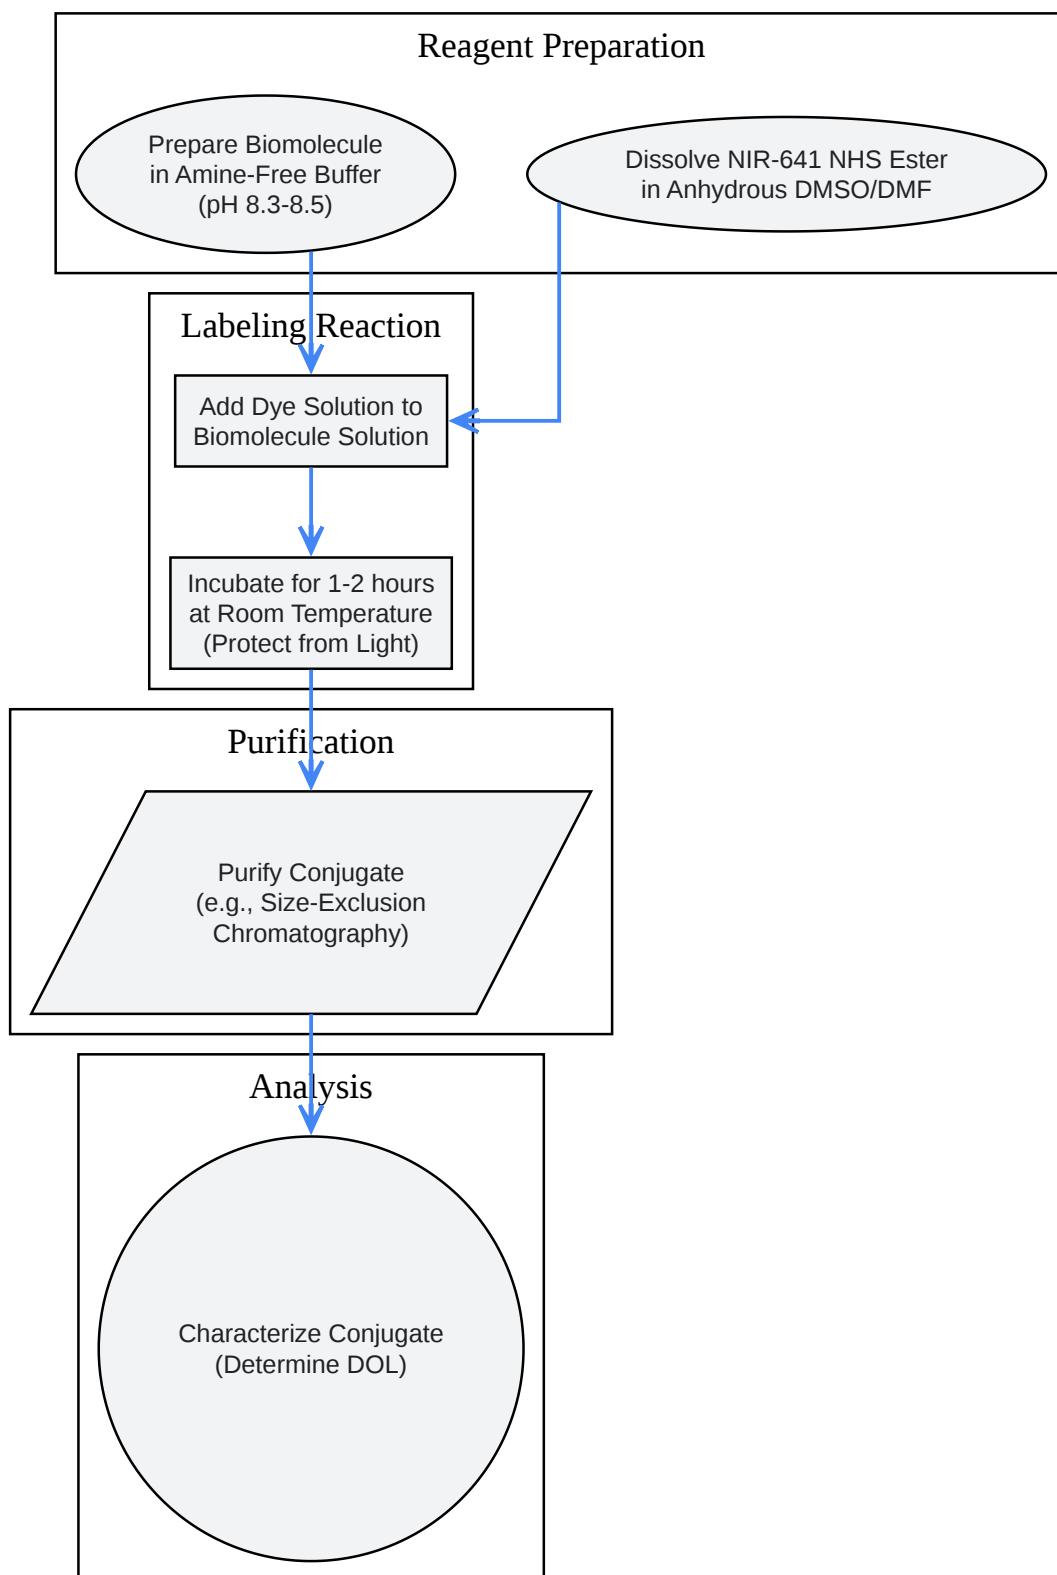 Reagent Preparation
Prepare Biomolecule
in Amine-Free Buffer
(pH 8.3-8.5)
Dissolve NIR-641 NHS Ester
in Anhydrous DMSO/DMF
Labeling Reaction
Add Dye Solution to
Biomolecule Solution
Incubate for 1-2 hours
at Room Temperature
(Protect from Light)
Purification
Purify Conjugate
(e.g., Size-Exclusion
Chromatography)
Analysis
Characterize Conjugate
(Determine DOL)